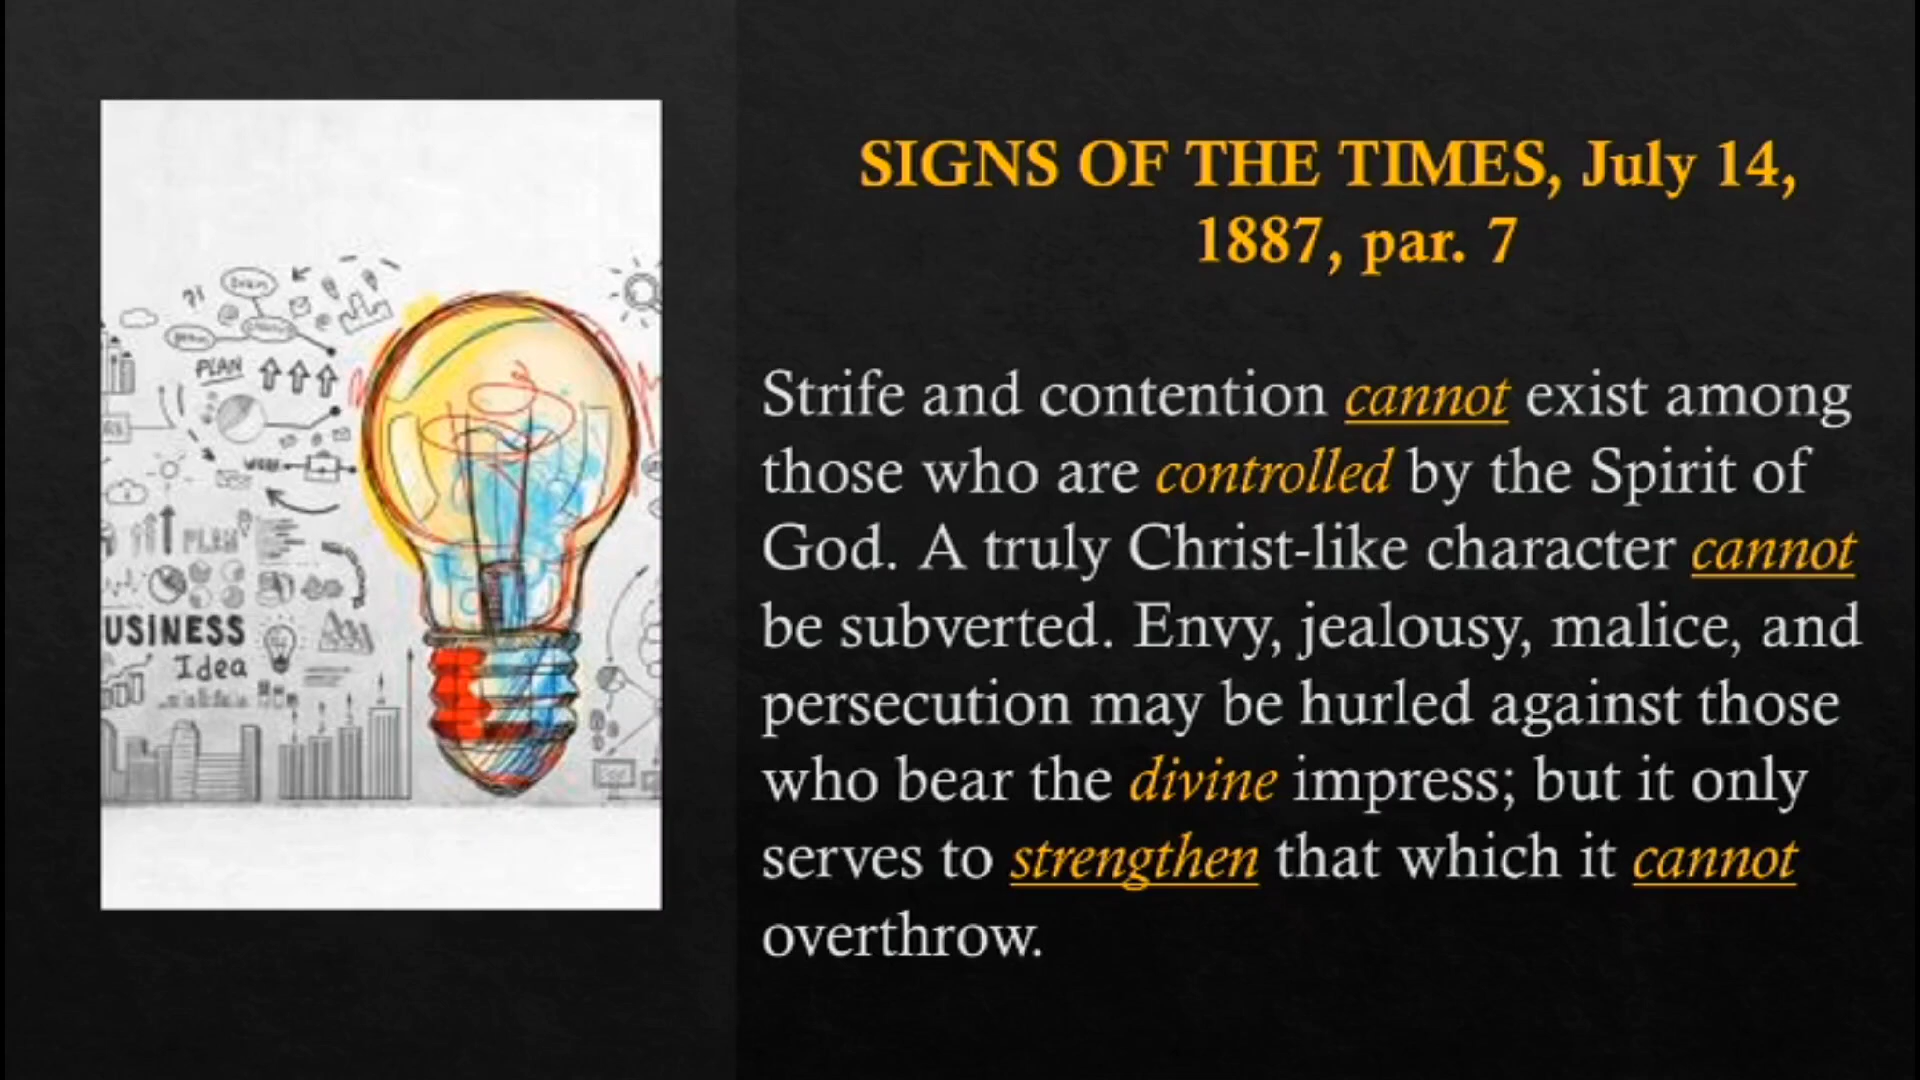 SIGNS OF THE TIMES, July 14,
1887, par. 7
Strife and contention cannot exist among
those who are controlled by the Spirit of
God. A truly Christ-like character cannot
be subverted. Envy, jealousy, malice, and
persecution may be hurled against those
who bear the divine impress; but it only
serves to strengthen that which it cannot
overthrow.
PLAN
WORK
PLAN
USINESS
Idea